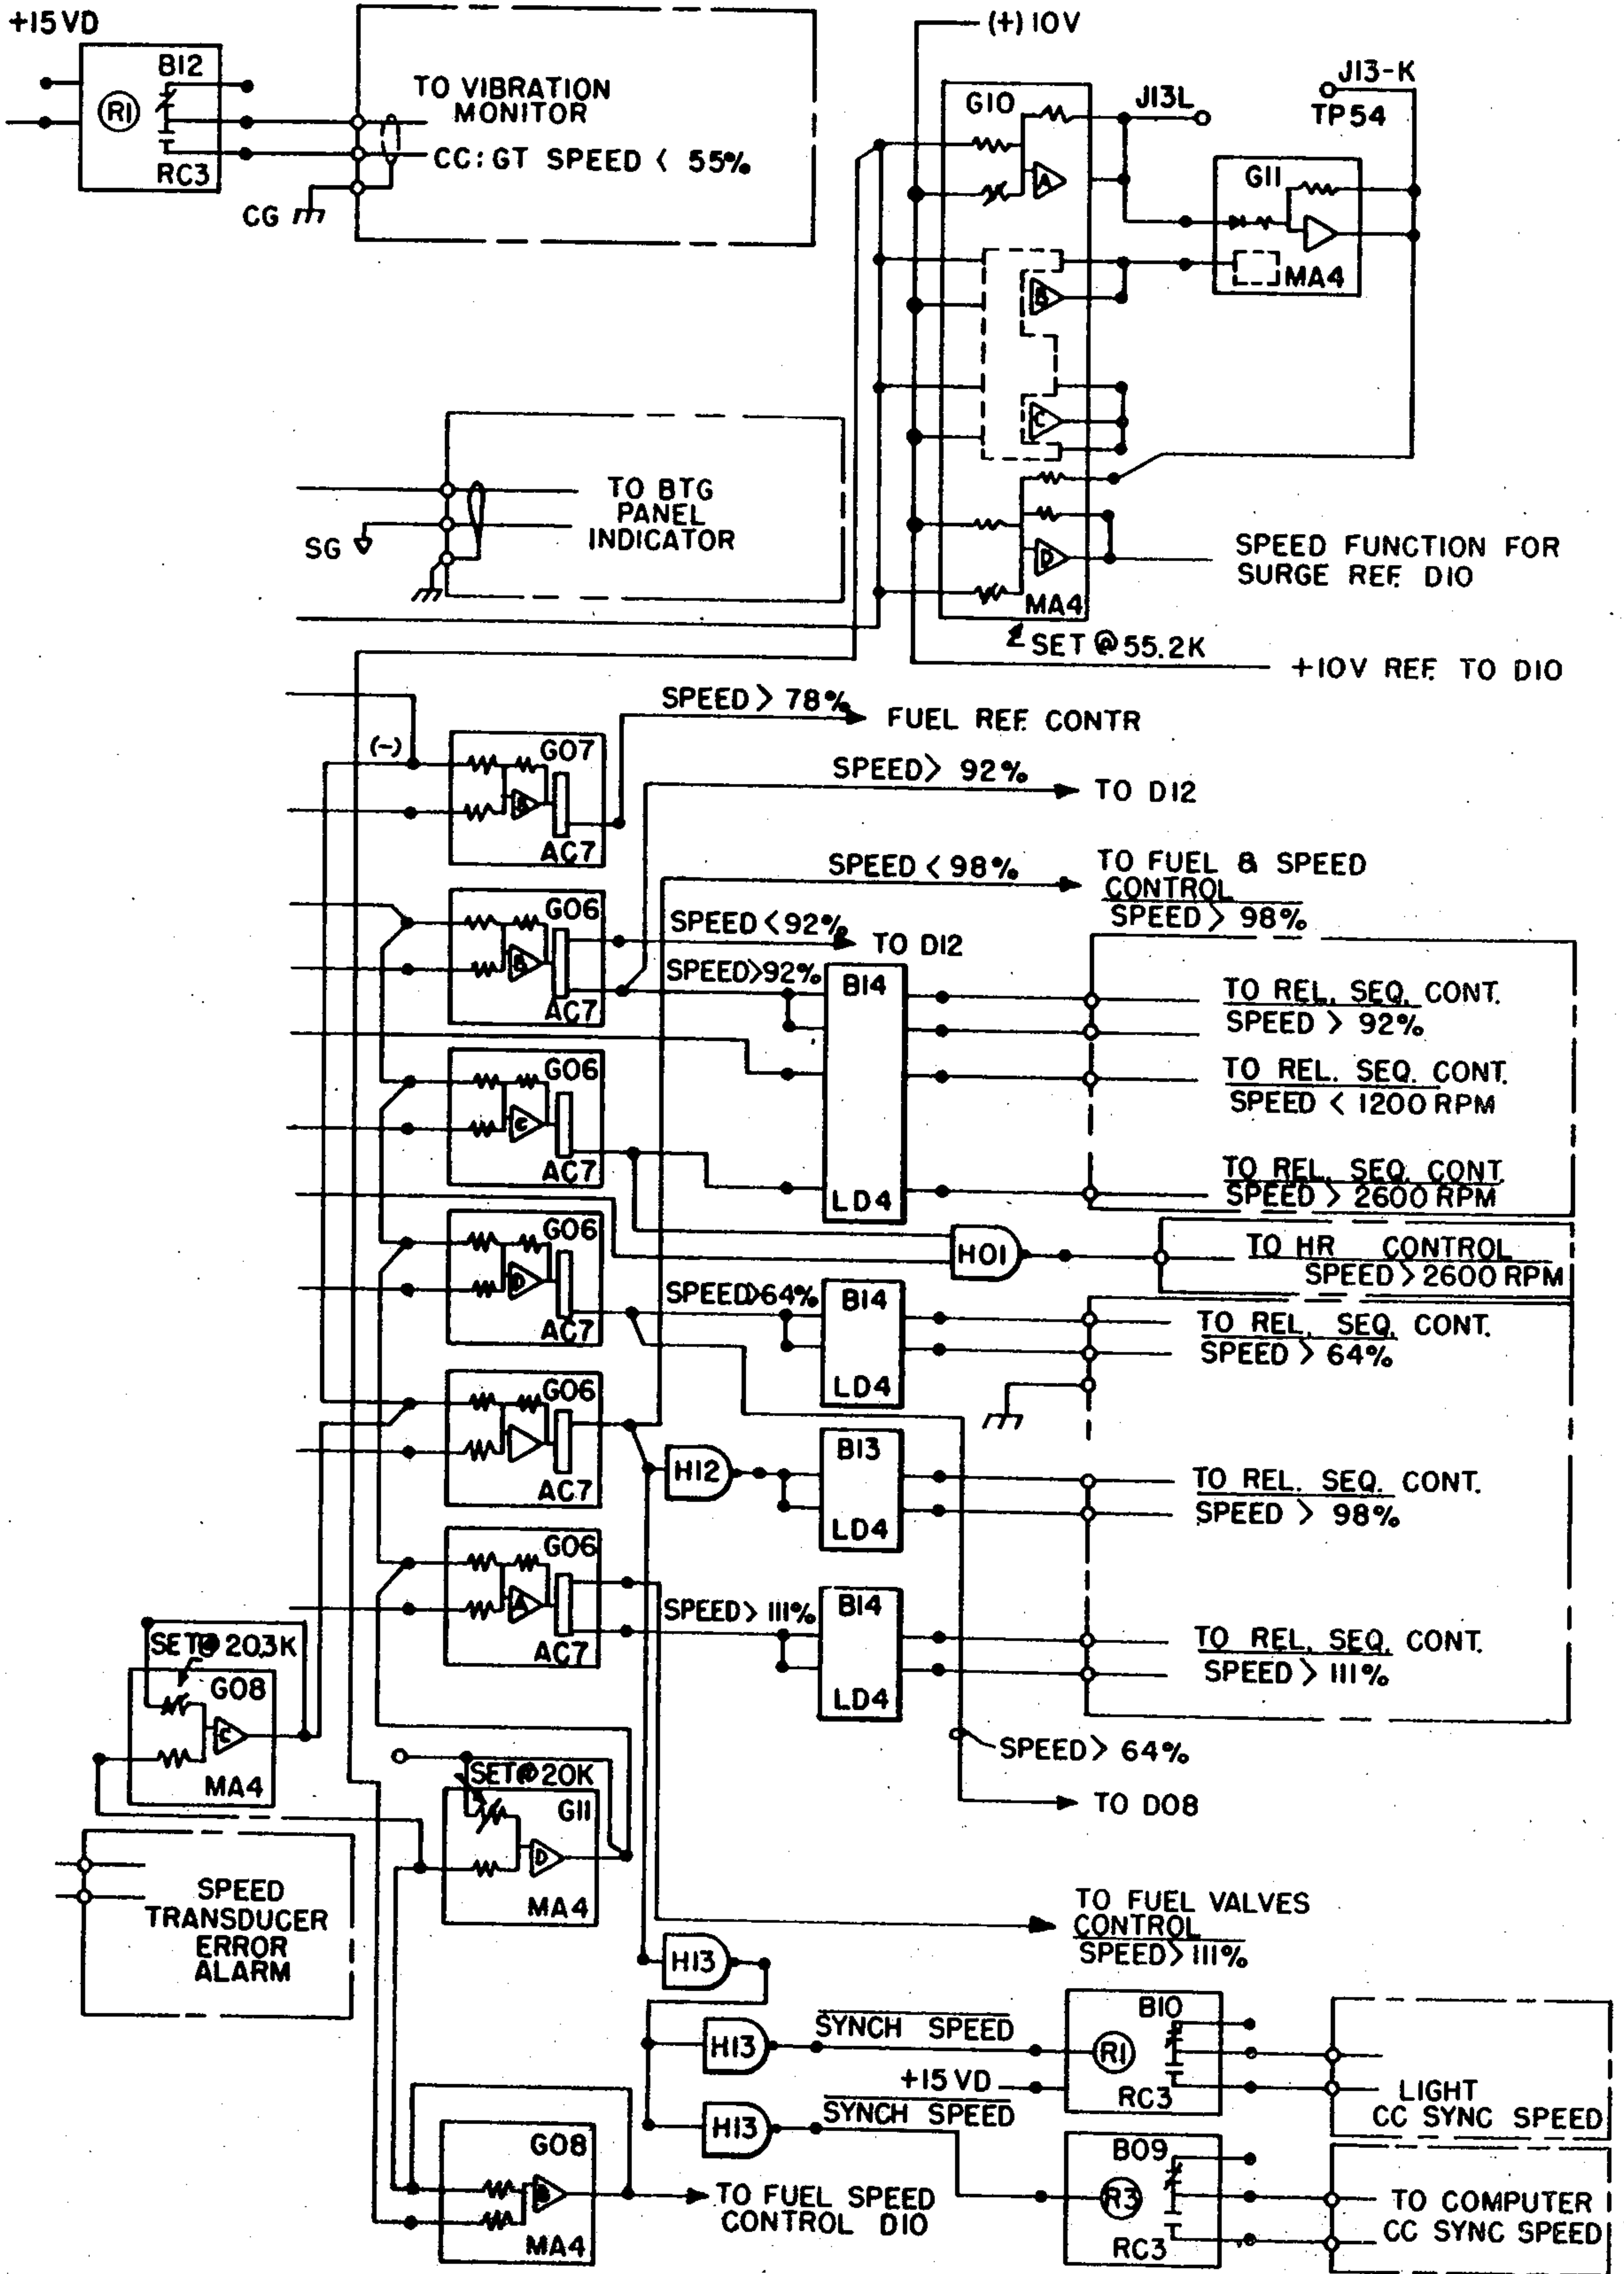 +15 VD
B12
R1
RC3
TO VIBRATION
MONITOR
CC: GT SPEED < 55%
CG
(+) 10V
G10
A
J13L
J13-K
TP54
G11
MA4
B
C
D
MA4
SET @ 55.2K
SPEED FUNCTION FOR
SURGE REF. D10
+10V REF. TO D10
TO BTG
PANEL
INDICATOR
SG
SPEED > 78%
FUEL REF. CONTR
(-)
G07
AC7
SPEED > 92%
TO D12
SPEED < 98%
TO FUEL & SPEED
CONTROL
SPEED > 98%
G06
B
AC7
SPEED < 92%
TO D12
SPEED > 92%
B14
LD4
TO REL. SEQ. CONT.
SPEED > 92%
TO REL. SEQ. CONT.
SPEED < 1200 RPM
TO REL. SEQ. CONT
SPEED > 2600 RPM
G06
C
AC7
H01
TO HR CONTROL
SPEED > 2600 RPM
G06
D
AC7
SPEED > 64%
B14
LD4
TO REL. SEQ. CONT.
SPEED > 64%
G06
AC7
H12
B13
LD4
TO REL. SEQ. CONT.
SPEED > 98%
G06
A
AC7
SPEED > 111%
B14
LD4
TO REL. SEQ. CONT.
SPEED > 111%
SET @ 20.3K
G08
C
MA4
SPEED > 64%
TO D08
SET @ 20K
G11
D
MA4
SPEED
TRANSDUCER
ERROR
ALARM
TO FUEL VALVES
CONTROL
SPEED > 111%
H13
H13
SYNCH SPEED
B10
R1
RC3
+15 VD
LIGHT
CC SYNC SPEED
H13
SYNCH SPEED
B09
R3
RC3
TO COMPUTER
CC SYNC SPEED
G08
B
MA4
TO FUEL SPEED
CONTROL D10